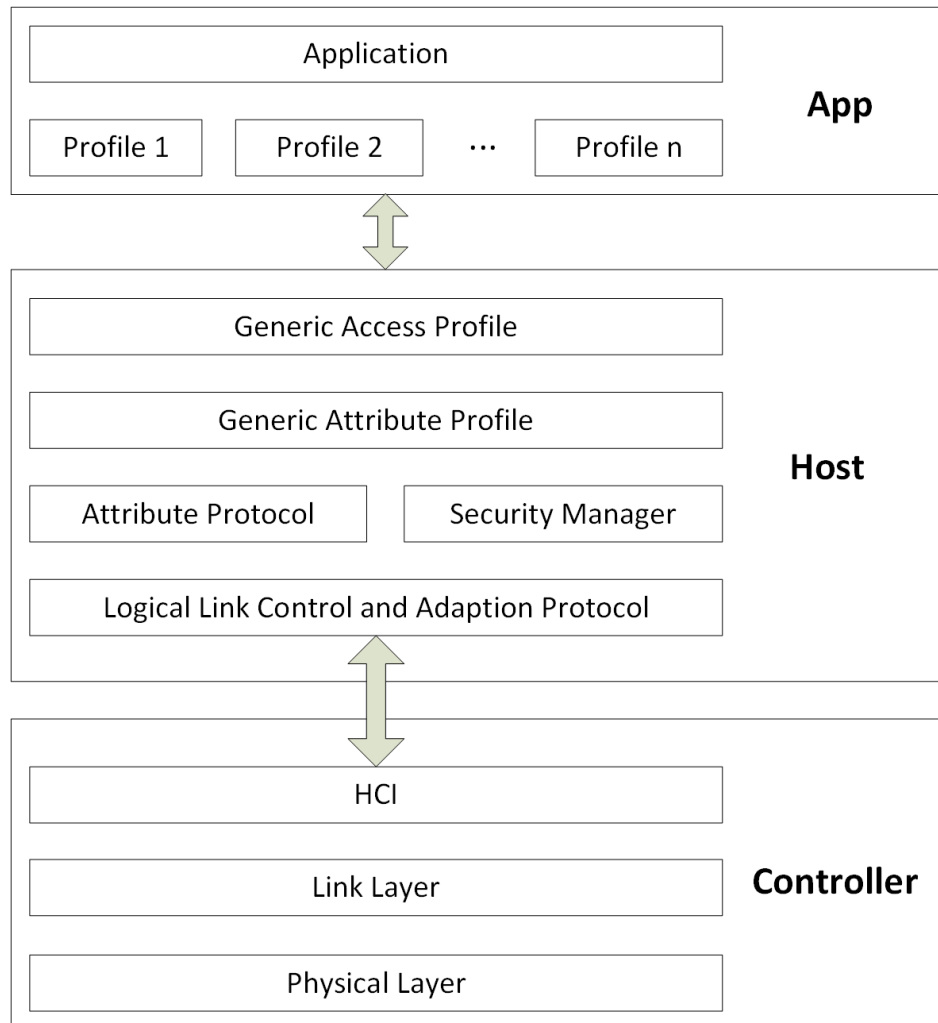 Application
App
Profile 1 Profile 2 ... Profile n
Generic Access Profile
Generic Attribute Profile
Host
Attribute Protocol Security Manager
Logical Link Control and Adaption Protocol
HCI
Link Layer
Controller
Physical Layer